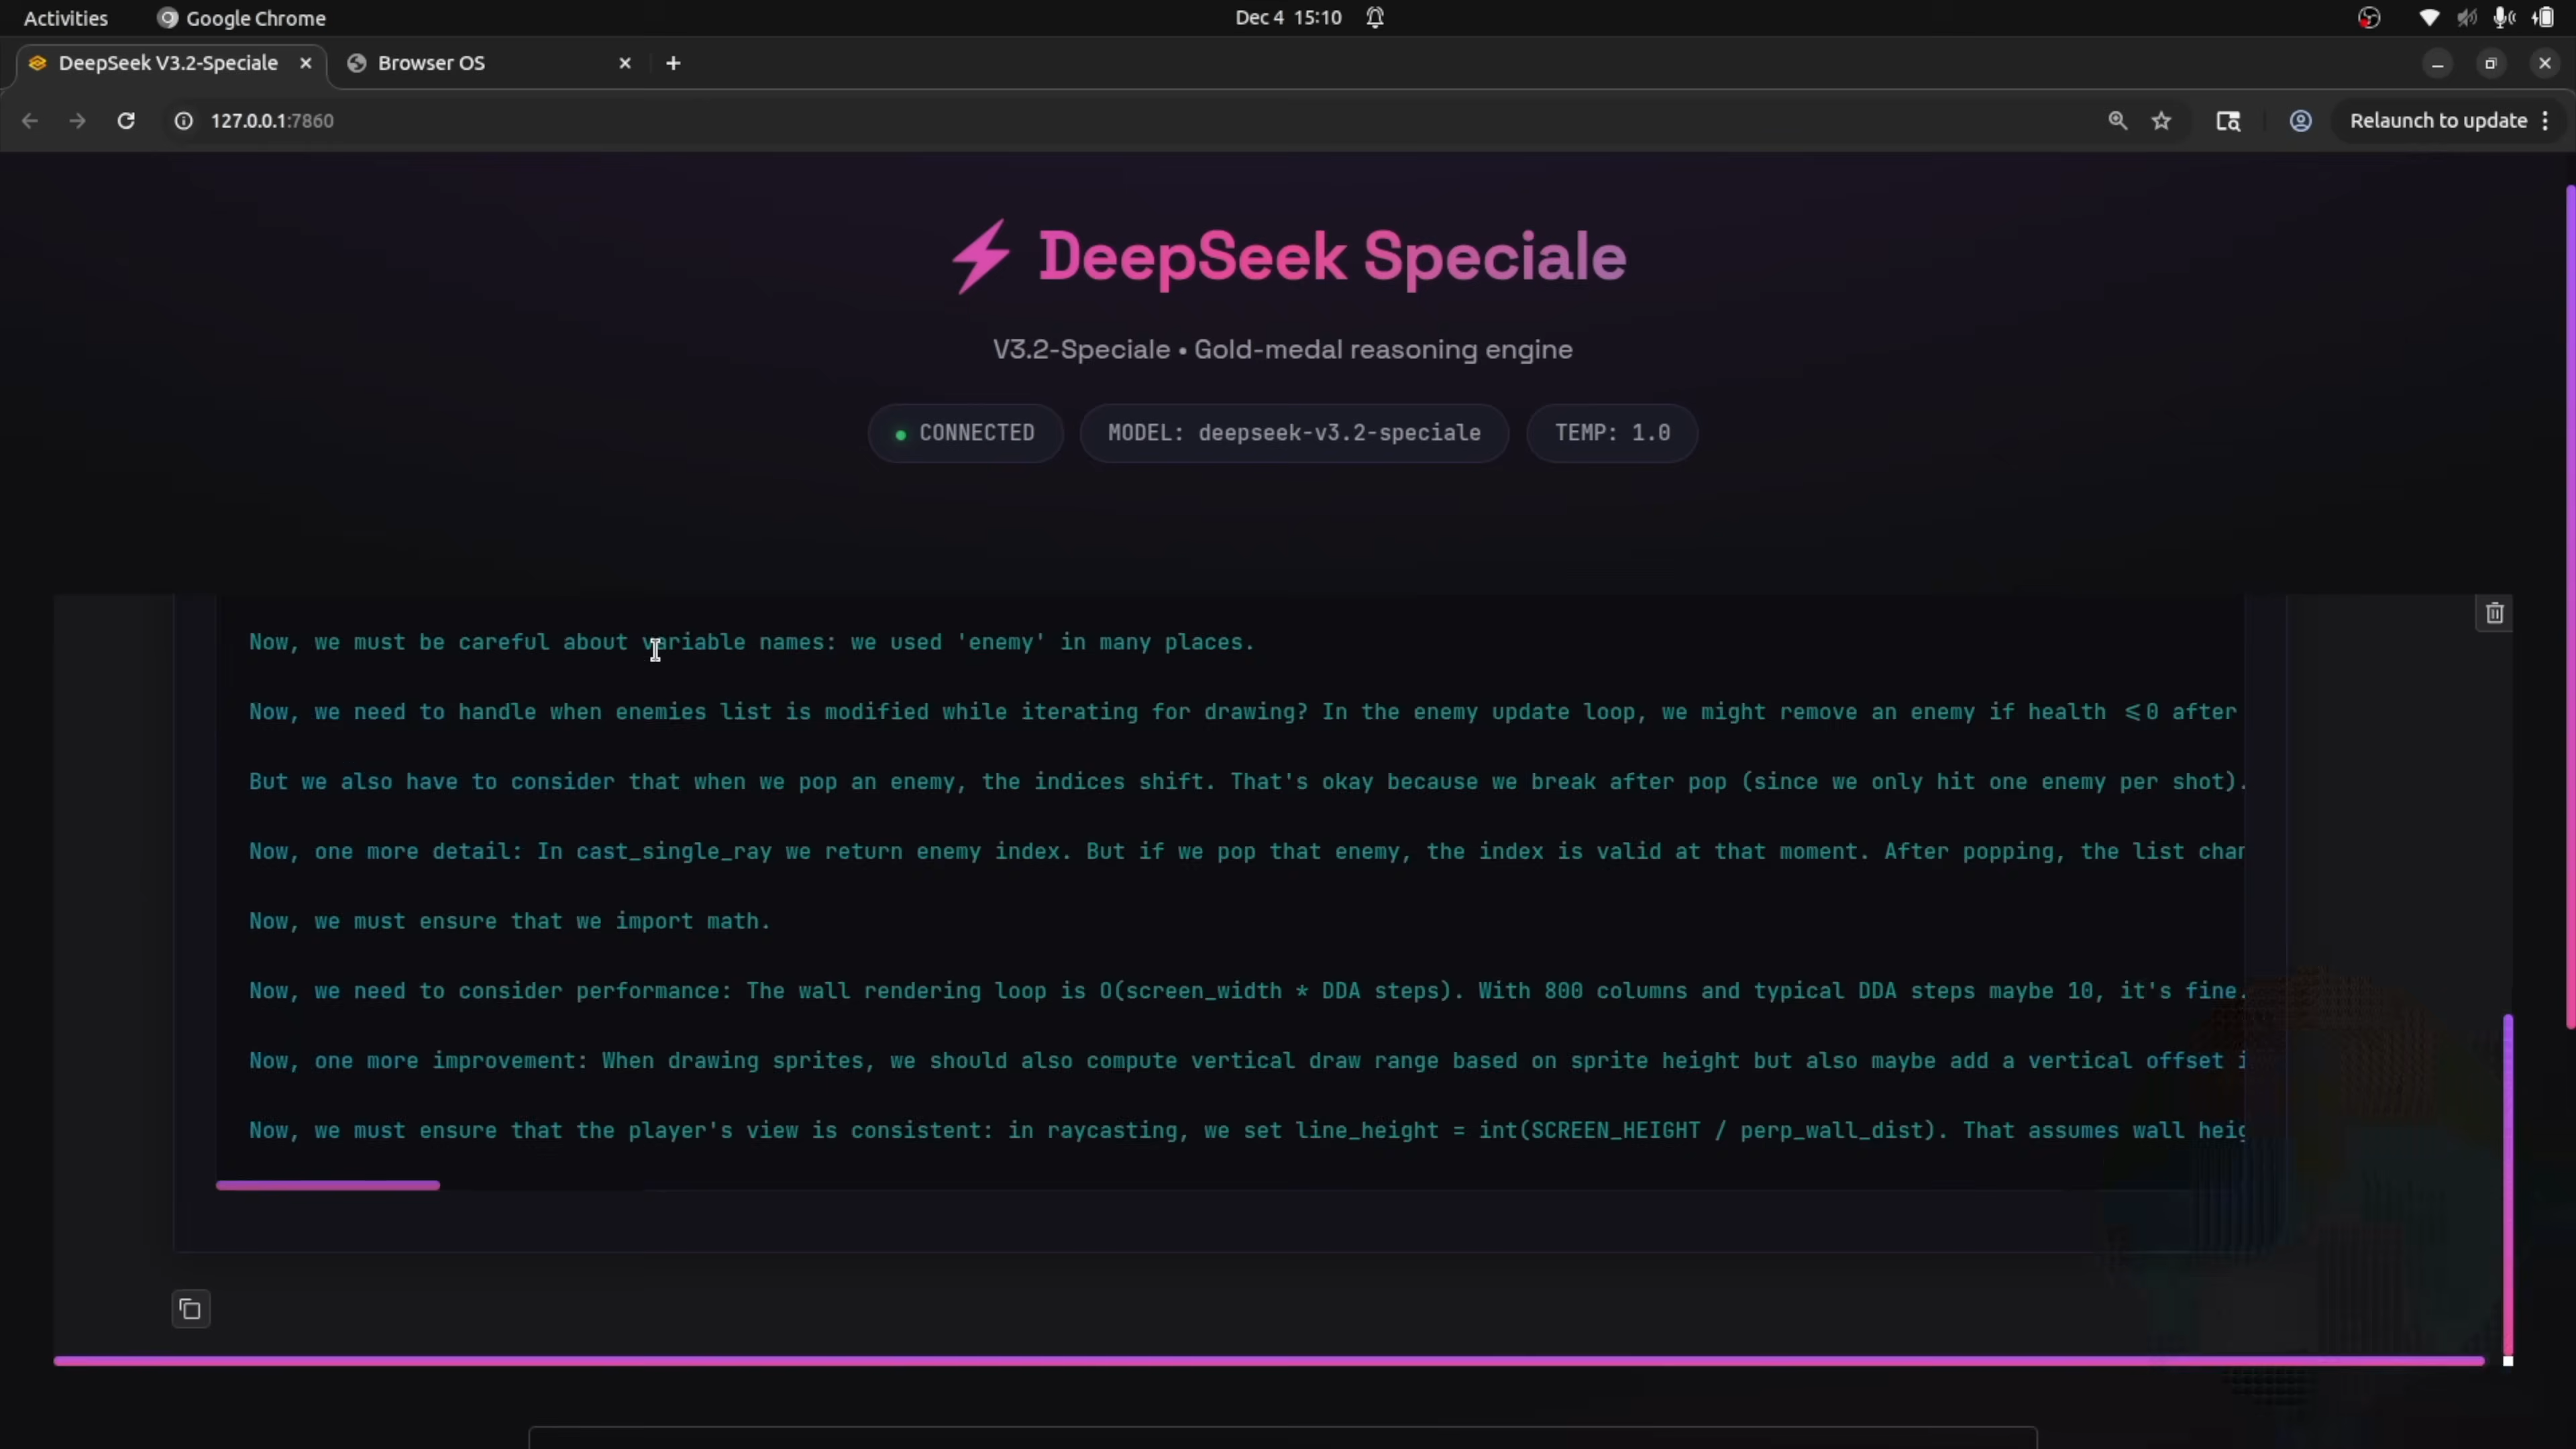 Activities Google Chrome Dec 4 15:10
DeepSeek V3.2-Speciale Browser OS
127.0.0.1:7860 Relaunch to update
DeepSeek Speciale
V3.2-Speciale • Gold-medal reasoning engine
CONNECTED MODEL: deepseek-v3.2-speciale TEMP: 1.0
Now, we must be careful about variable names: we used 'enemy' in many places.
Now, we need to handle when enemies list is modified while iterating for drawing? In the enemy update loop, we might remove an enemy if health ≤0 after
But we also have to consider that when we pop an enemy, the indices shift. That's okay because we break after pop (since we only hit one enemy per shot).
Now, one more detail: In cast_single_ray we return enemy index. But if we pop that enemy, the index is valid at that moment. After popping, the list
Now, we must ensure that we import math.
Now, we need to consider performance: The wall rendering loop is O(screen_width * DDA steps). With 800 columns and typical DDA steps maybe 10, it's fine.
Now, one more improvement: When drawing sprites, we should also compute vertical draw range based on sprite height but also maybe add a vertical offset
Now, we must ensure that the player's view is consistent: in raycasting, we set line_height = int(SCREEN_HEIGHT / perp_wall_dist). That assumes wall